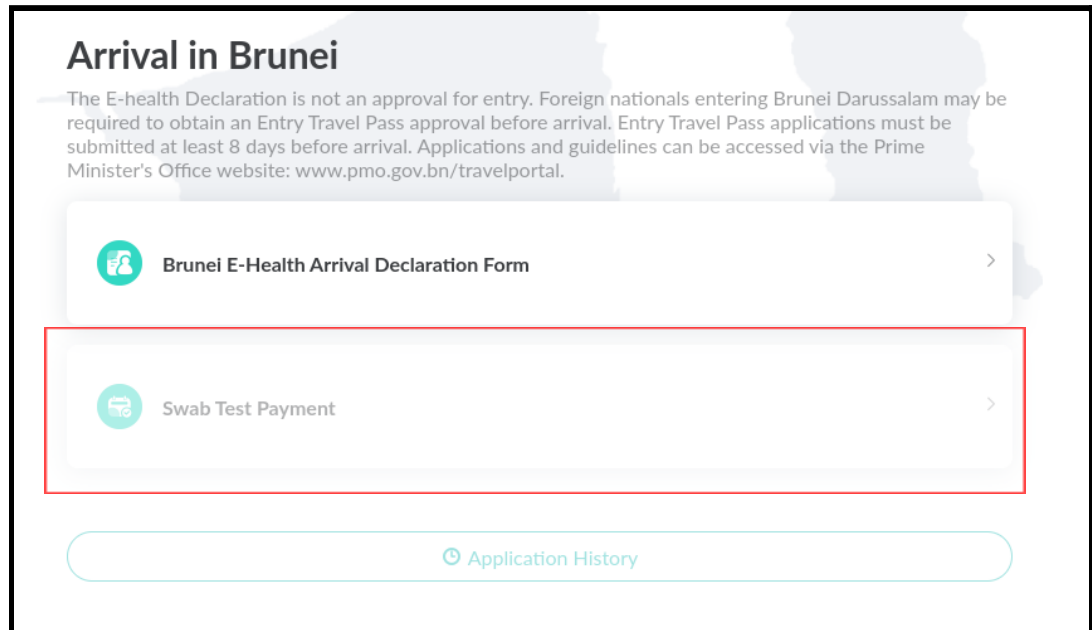 Arrival in Brunei
The E-health Declaration is not an approval for entry. Foreign nationals entering Brunei Darussalam may be
required to obtain an Entry Travel Pass approval before arrival. Entry Travel Pass applications must be
submitted at least 8 days before arrival. Applications and guidelines can be accessed via the Prime
Minister's Office website: www.pmo.gov.bn/travelportal.
Brunei E-Health Arrival Declaration Form
Swab Test Payment
Application History